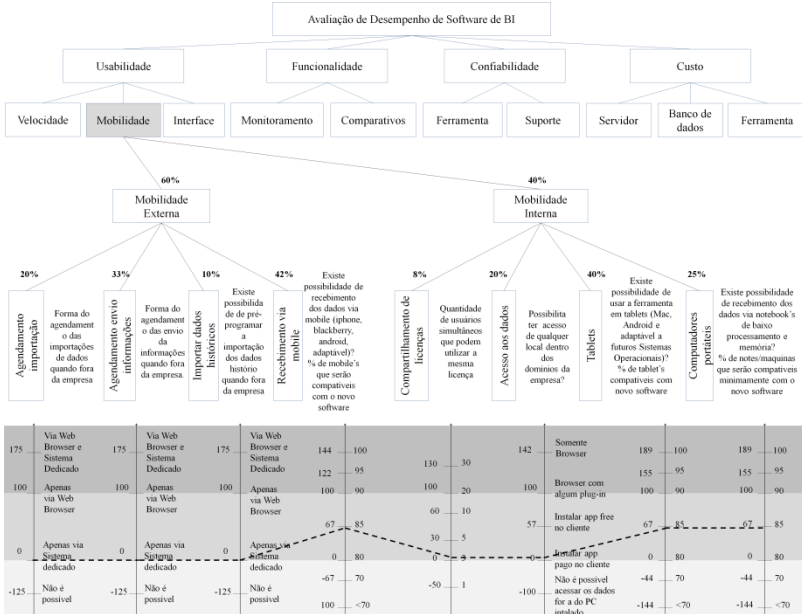 Avaliação de Desempenho de Software de BI
Usabilidade
Funcionalidade
Confiabilidade
Custo
Velocidade
Mobilidade
Interface
Monitoramento
Comparativos
Ferramenta
Suporte
Servidor
Banco de
dados
Ferramenta
60%
40%
Mobilidade
Externa
Mobilidade
Interna
20%
Agendamento
importação
Forma do
agendament
o das
importações
de dados
quando fora
da empresa
33%
Agendamento envio
informações
Forma do
agendament
o das envio
da
informações
quando fora
da empresa.
10%
Importar dados
históricos
Existe
possibilida
de de pré-
programar
a
importação
dos dados
histório
quando fora
da empresa
42%
Recebimento via
mobile
Existe
possibilidade de
recebimento
dos dados via
mobile (iphone,
blackberry,
android,
adaptável)?
% de mobile's
que serão
compativeis
com o novo
software
8%
Compartilhamento de
licenças
Quantidade
de usuários
simultâneos
que podem
utilizar a
mesma
licença
20%
Acesso aos dados
Possibilita
ter acesso
de qualquer
local dentro
dos
domínios da
empresa?
40%
Tablets
Existe
possibilidade de
usar a ferramenta
em tablets (Mac,
Android e
adaptável a
futuros Sistemas
Operacionais)?
% de tablet's
compativeis com
novo software
25%
Computadores
portáteis
Existe possibilidade de
recebimento dos
dados via notebook's
de baixo
processamento e
memória?
% de notes/maquinas
que serão compatíveis
minimamente com o
novo software
175
Via Web
Browser e
Sistema
Dedicado
100
Apenas
via Web
Browser
0
Apenas via
Sistema
dedicado
-125
Não é
possivel
175
Via Web
Browser e
Sistema
Dedicado
100
Apenas
via Web
Browser
0
Apenas via
Sistema
dedicado
-125
Não é
possivel
175
Via Web
Browser e
Sistema
Dedicado
100
Apenas
via Web
Browser
0
Apenas via
Sistema
dedicado
-125
Não é
possivel
144 100
122 95
100 90
67 85
0 80
-67 70
100 <70
130 30
100 20
60 10
30 5
0 3
-50 1
142
Somente
Browser
100
Browser com
algum plug-in
57
Instalar app free
no cliente
0
Instalar app
pago no cliente
-100
Não é possivel
acessar os dados
for a do PC
intalado
189 100
155 95
100 90
67 85
0 80
-44 70
-144 <70
189 100
155 95
100 90
67 85
0 80
-44 70
-144 <70